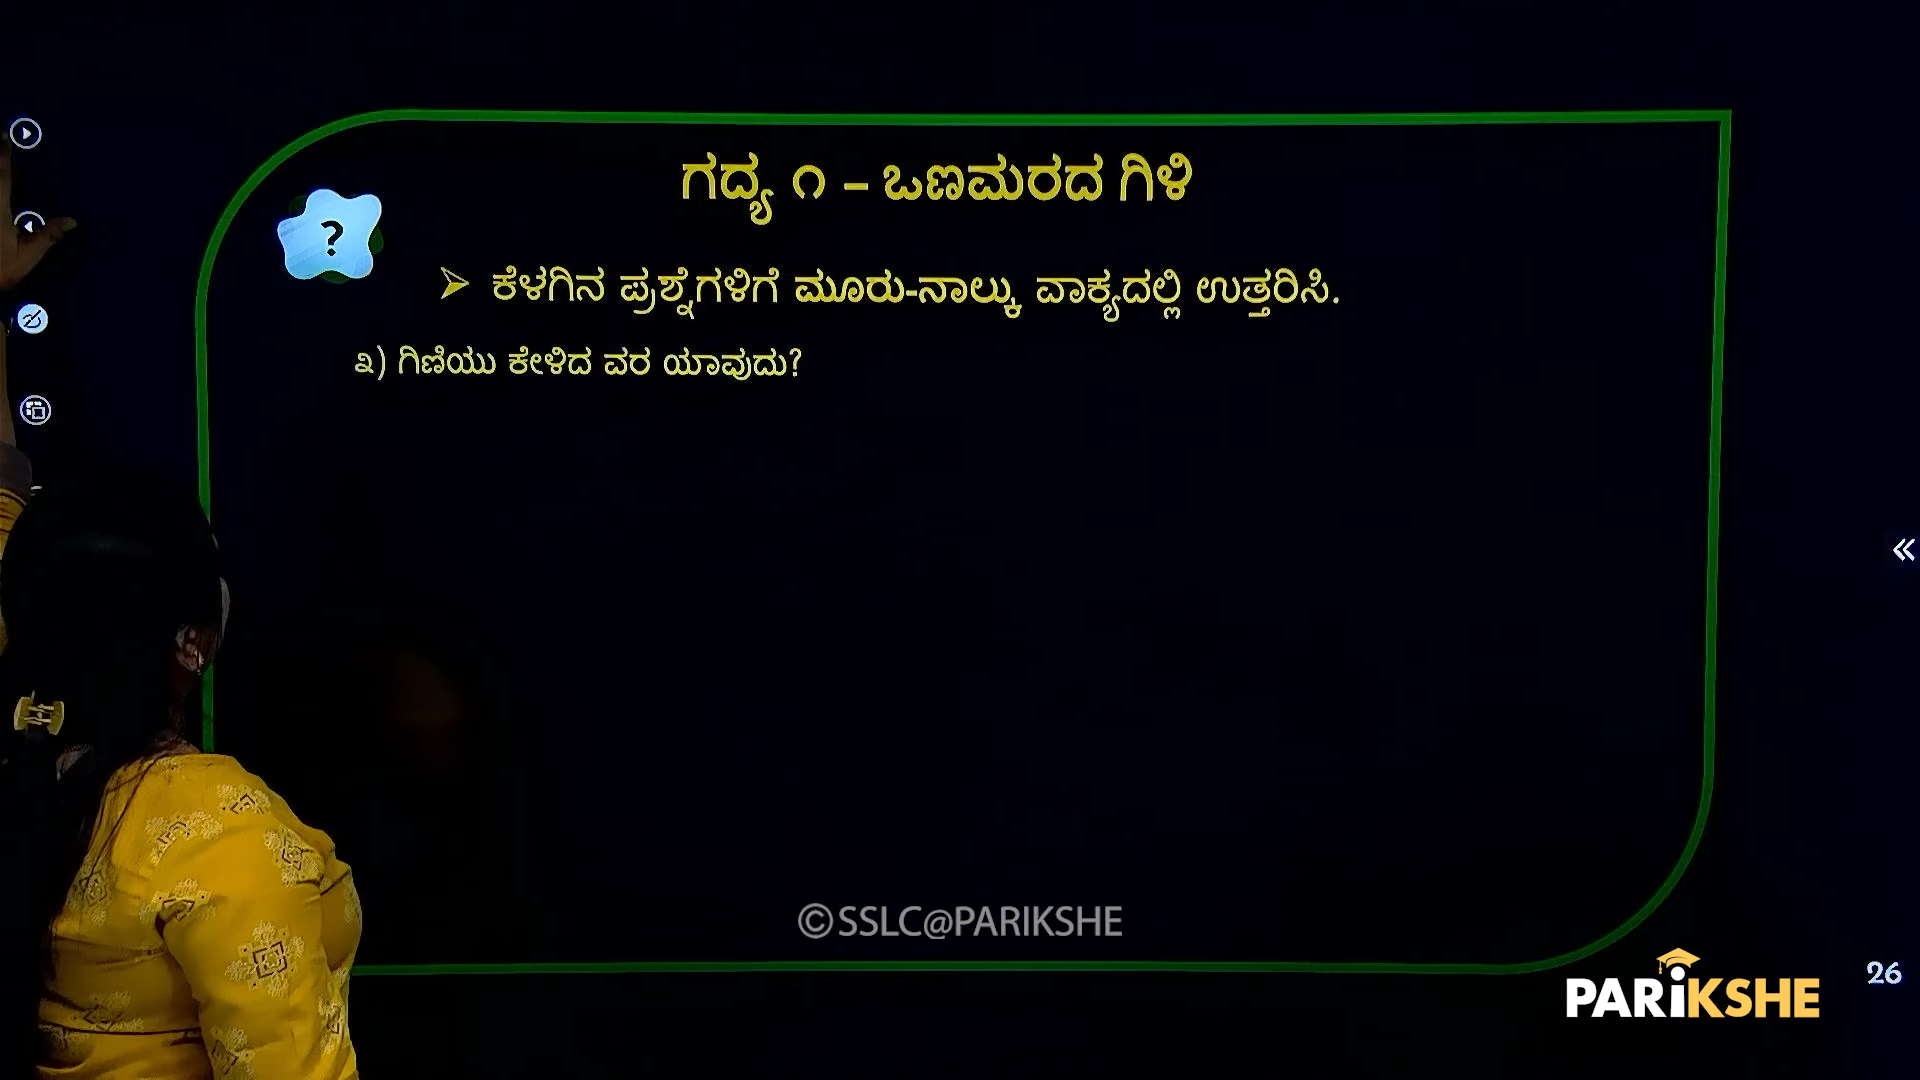 ಗದ್ಯ ೧ – ಒಣಮರದ ಗಿಳಿ
?
➢ ಕೆಳಗಿನ ಪ್ರಶ್ನೆಗಳಿಗೆ ಮೂರು-ನಾಲ್ಕು ವಾಕ್ಯದಲ್ಲಿ ಉತ್ತರಿಸಿ.
೩) ಗಿಣಿಯು ಕೇಳಿದ ವರ ಯಾವುದು?
©SSLC@PARIKSHE
PARiKSHE
26